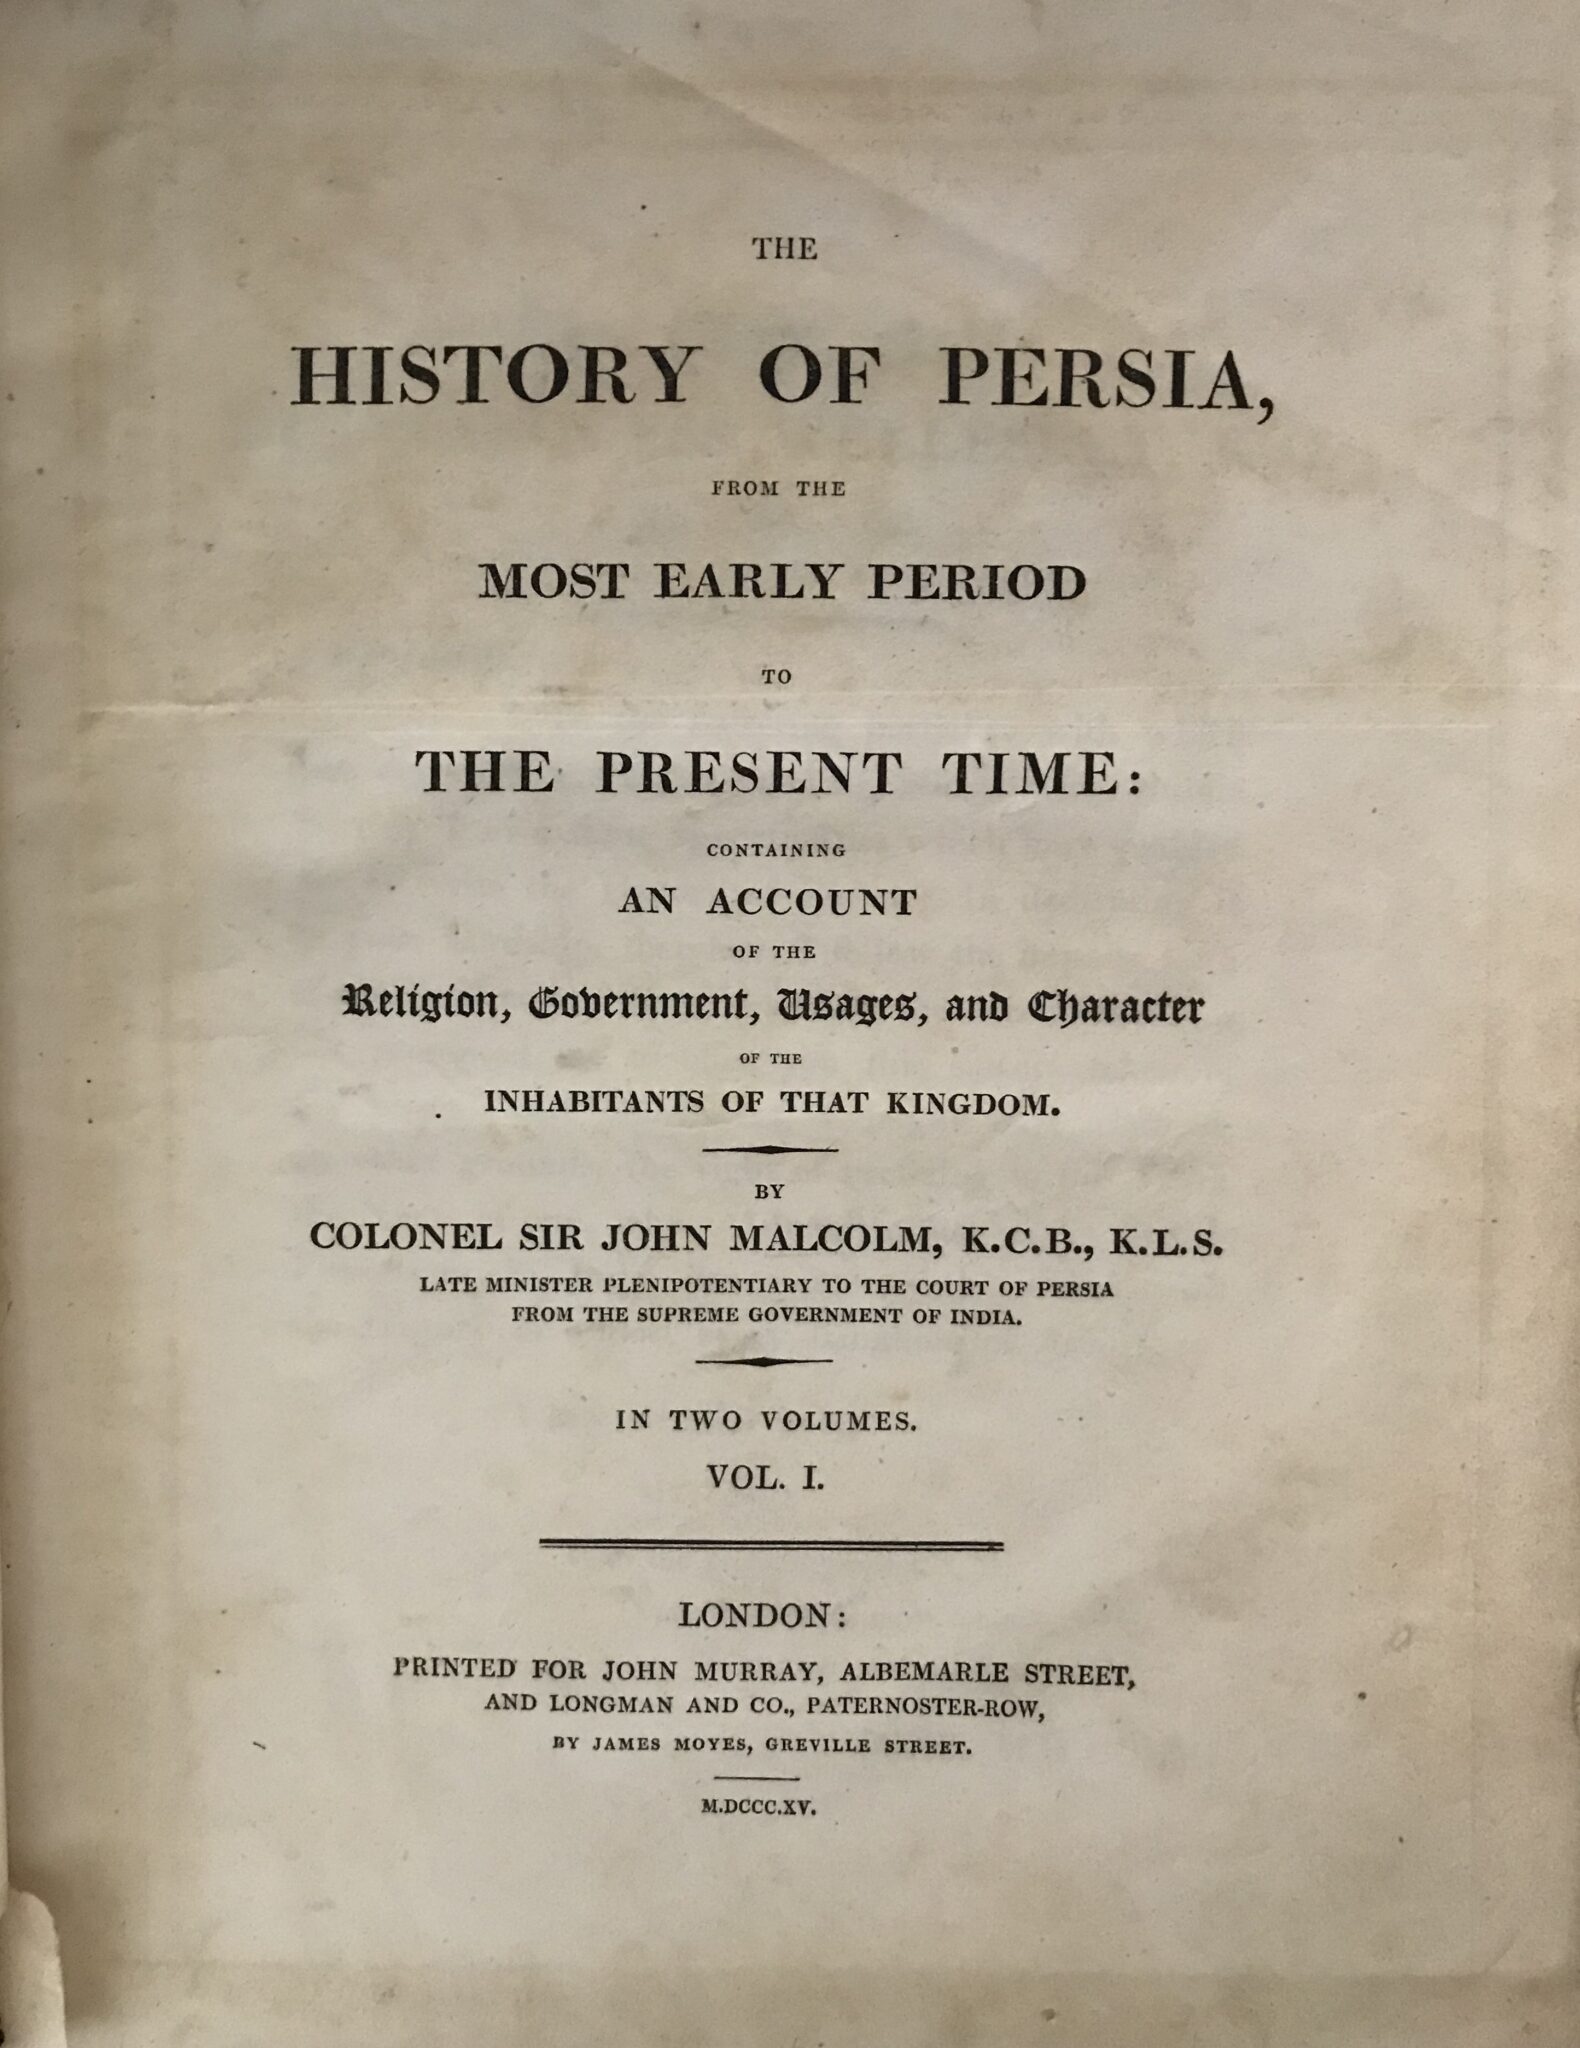 THE
HISTORY OF PERSIA,
FROM THE
MOST EARLY PERIOD
TO
THE PRESENT TIME:
CONTAINING
AN ACCOUNT
OF THE
Religion, Government, Usages, and Character
OF THE
INHABITANTS OF THAT KINGDOM.
BY
COLONEL SIR JOHN MALCOLM, K.C.B., K.L.S.
LATE MINISTER PLENIPOTENTIARY TO THE COURT OF PERSIA
FROM THE SUPREME GOVERNMENT OF INDIA.
IN TWO VOLUMES.
VOL. I.
LONDON:
PRINTED FOR JOHN MURRAY, ALBEMARLE STREET,
AND LONGMAN AND CO., PATERNOSTER-ROW,
BY JAMES MOYES, GREVILLE STREET.
M.DCCC.XV.